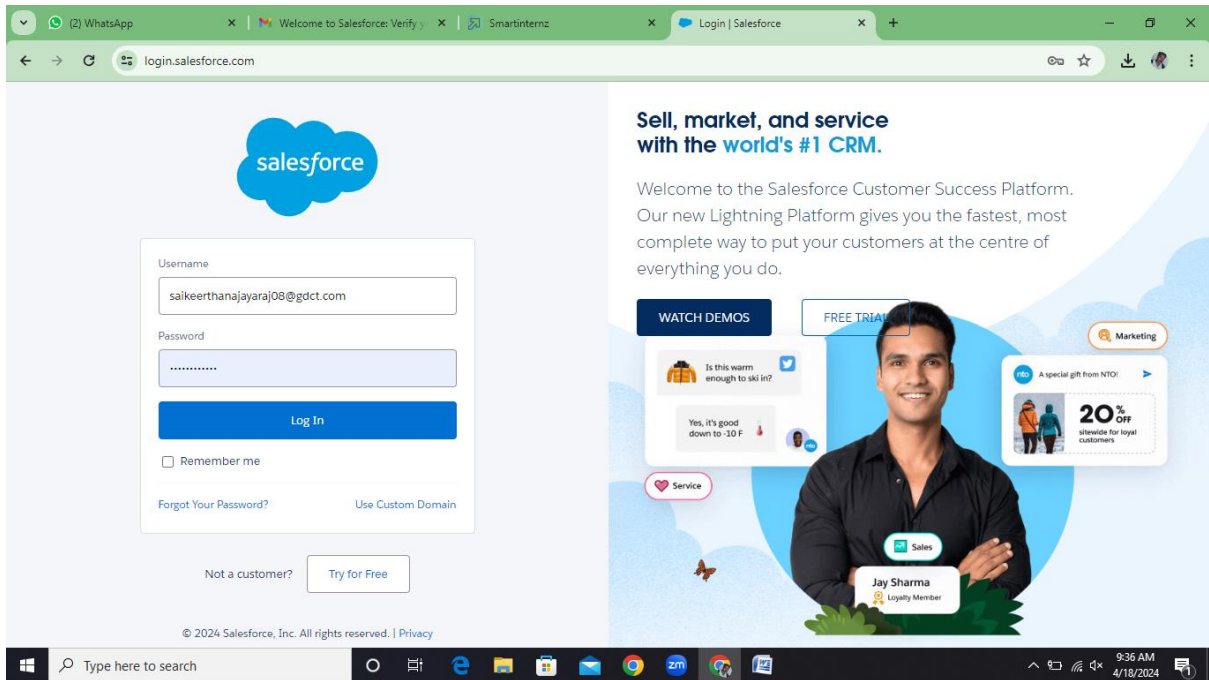 (2) WhatsApp
Welcome to Salesforce: Verify y
Smartinternz
Login | Salesforce
login.salesforce.com
salesforce
Username
saikeerthanajayaraj08@gdct.com
Password
............
Log In
Remember me
Forgot Your Password?
Use Custom Domain
Not a customer?
Try for Free
© 2024 Salesforce, Inc. All rights reserved. | Privacy
Sell, market, and service
with the world's #1 CRM.
Welcome to the Salesforce Customer Success Platform.
Our new Lightning Platform gives you the fastest, most
complete way to put your customers at the centre of
everything you do.
WATCH DEMOS
FREE TRIAL
Is this warm
enough to ski in?
Yes, it's good
down to -10 F
nto
Service
Marketing
nto
A special gift from NTO!
20% OFF
sitewide for loyal
customers
Sales
Jay Sharma
Loyalty Member
Type here to search
zm
9:36 AM
4/18/2024